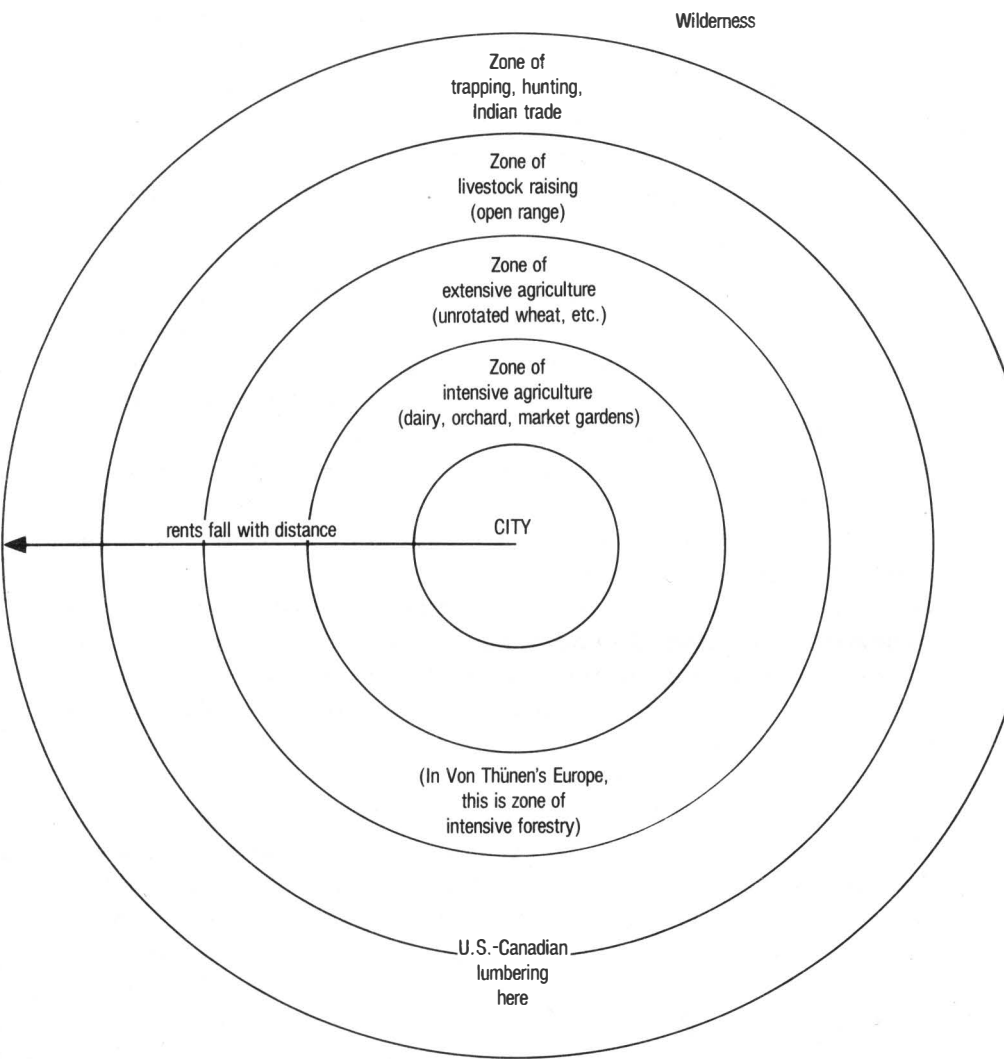 Wilderness
Zone of
trapping, hunting,
Indian trade
Zone of
livestock raising
(open range)
Zone of
extensive agriculture
(unrotated wheat, etc.)
Zone of
intensive agriculture
(dairy, orchard, market gardens)
rents fall with distance
CITY
(In Von Thünen's Europe,
this is zone of
intensive forestry)
U.S.-Canadian
lumbering
here